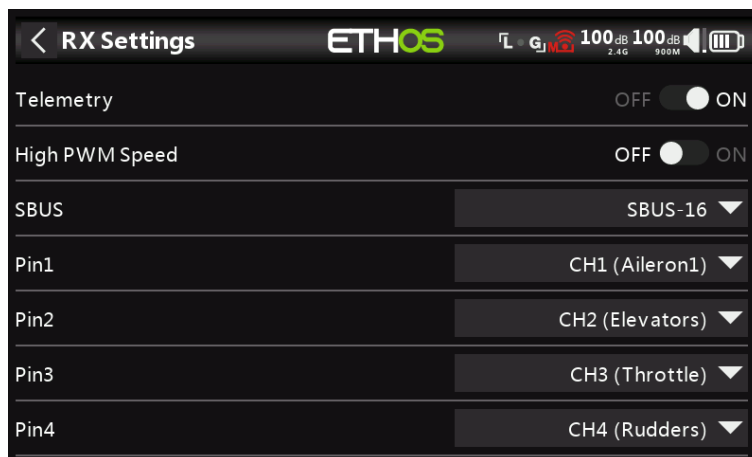 RX Settings ETHOS L G M 100dB 2.4G 100dB 900M
Telemetry OFF ON
High PWM Speed OFF ON
SBUS SBUS-16
Pin1 CH1 (Aileron1)
Pin2 CH2 (Elevators)
Pin3 CH3 (Throttle)
Pin4 CH4 (Rudders)